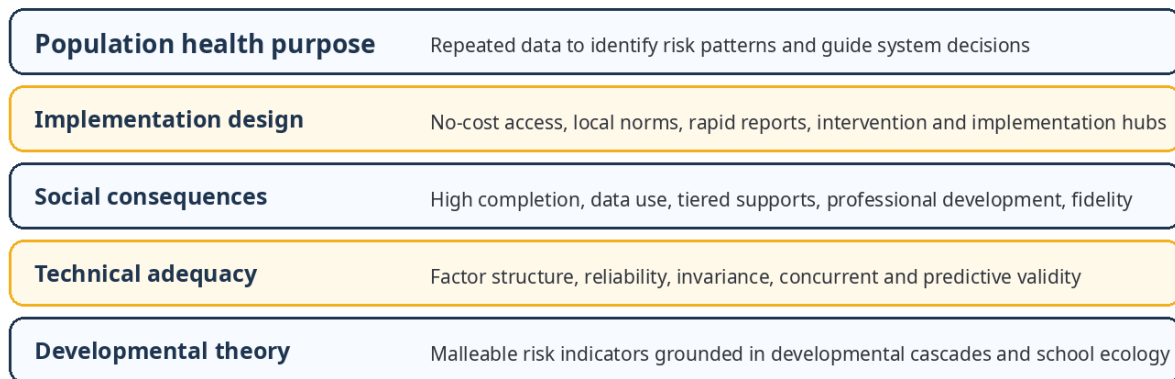 Population health purpose
Repeated data to identify risk patterns and guide system decisions
Implementation design
No-cost access, local norms, rapid reports, intervention and implementation hubs
Social consequences
High completion, data use, tiered supports, professional development, fidelity
Technical adequacy
Factor structure, reliability, invariance, concurrent and predictive validity
Developmental theory
Malleable risk indicators grounded in developmental cascades and school ecology